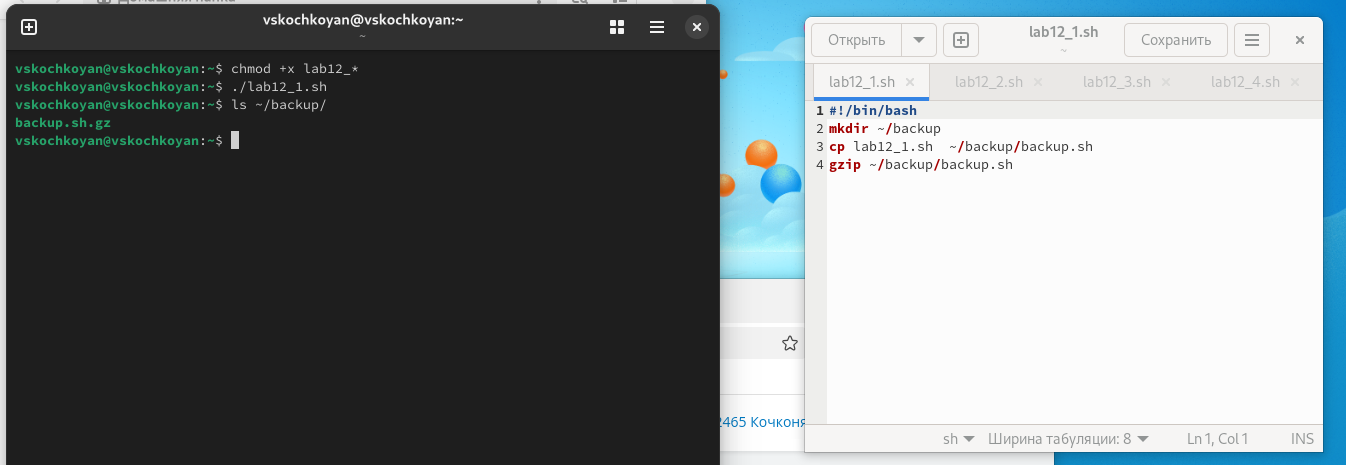 vskochkoyan@vskochkoyan:~
~
vskochkoyan@vskochkoyan:~$ chmod +x lab12_*
vskochkoyan@vskochkoyan:~$ ./lab12_1.sh
vskochkoyan@vskochkoyan:~$ ls ~/backup/
backup.sh.gz
vskochkoyan@vskochkoyan:~$
2465 Кочконя
Открыть
lab12_1.sh
~
Сохранить
lab12_1.sh
lab12_2.sh
lab12_3.sh
lab12_4.sh
1 #!/bin/bash
2 mkdir ~/backup
3 cp lab12_1.sh  ~/backup/backup.sh
4 gzip ~/backup/backup.sh
sh
Ширина табуляции: 8
Ln 1, Col 1
INS